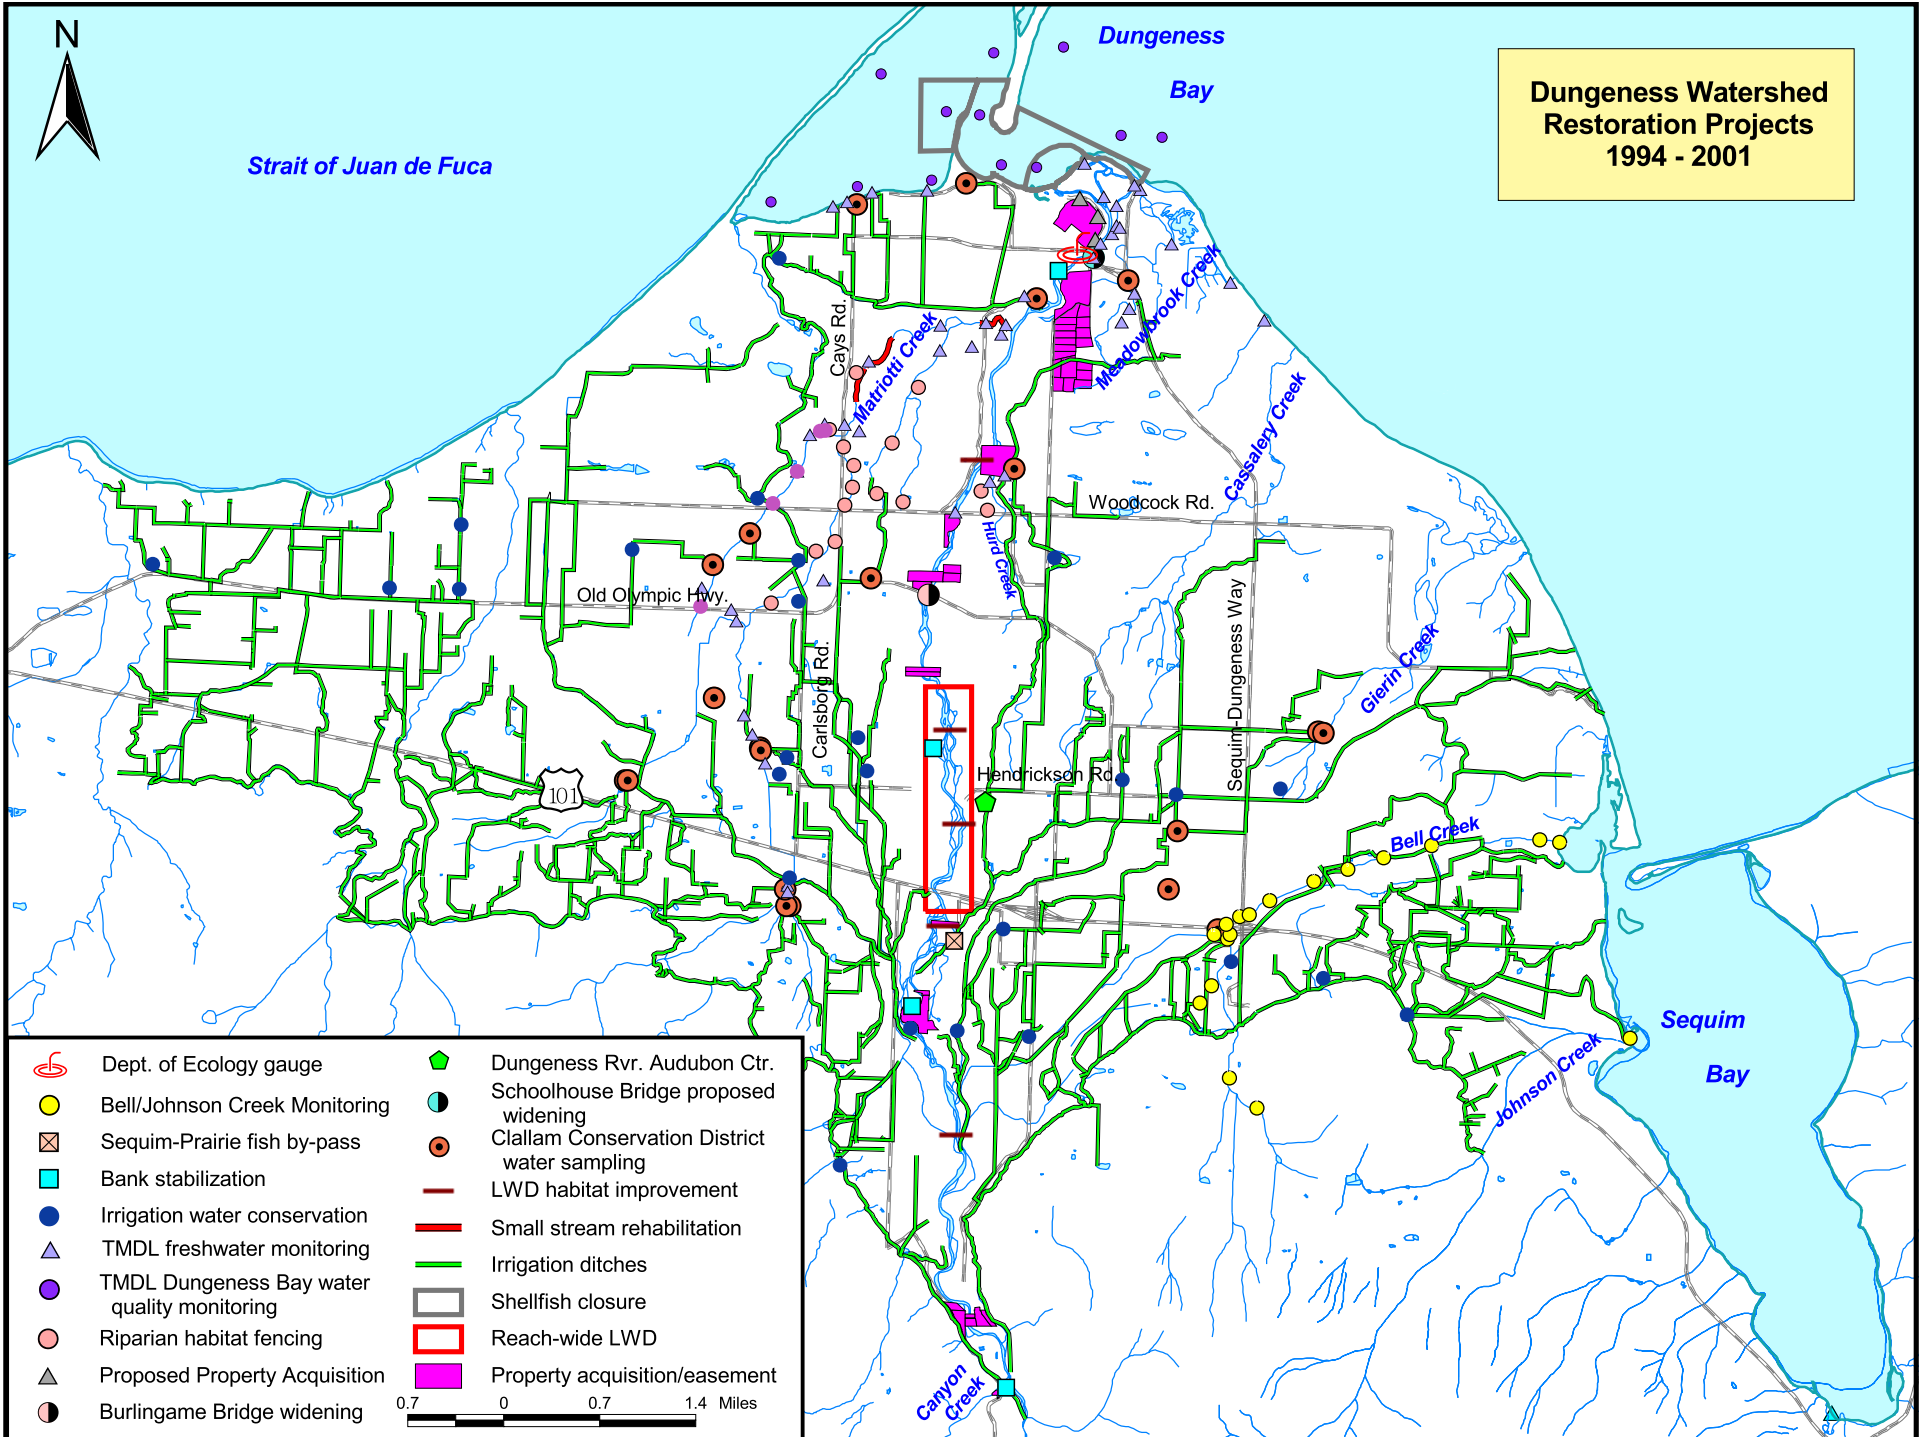 N
Dungeness
Bay
Dungeness Watershed
Restoration Projects
1994 - 2001
Strait of Juan de Fuca
Meadowbrook Creek
Cays Rd.
Matriotti Creek
Cassalery Creek
Woodcock Rd.
Hurd Creek
Old Olympic Hwy.
Sequim-Dungeness Way
Gierin Creek
Carlsborg Rd.
Hendrickson Rd.
101
Bell Creek
Sequim
Bay
Johnson Creek
Canyon
Creek
Dept. of Ecology gauge
Bell/Johnson Creek Monitoring
Sequim-Prairie fish by-pass
Bank stabilization
Irrigation water conservation
TMDL freshwater monitoring
TMDL Dungeness Bay water
quality monitoring
Riparian habitat fencing
Proposed Property Acquisition
Burlingame Bridge widening
Dungeness Rvr. Audubon Ctr.
Schoolhouse Bridge proposed
widening
Clallam Conservation District
water sampling
LWD habitat improvement
Small stream rehabilitation
Irrigation ditches
Shellfish closure
Reach-wide LWD
Property acquisition/easement
0.7 0 0.7 1.4 Miles